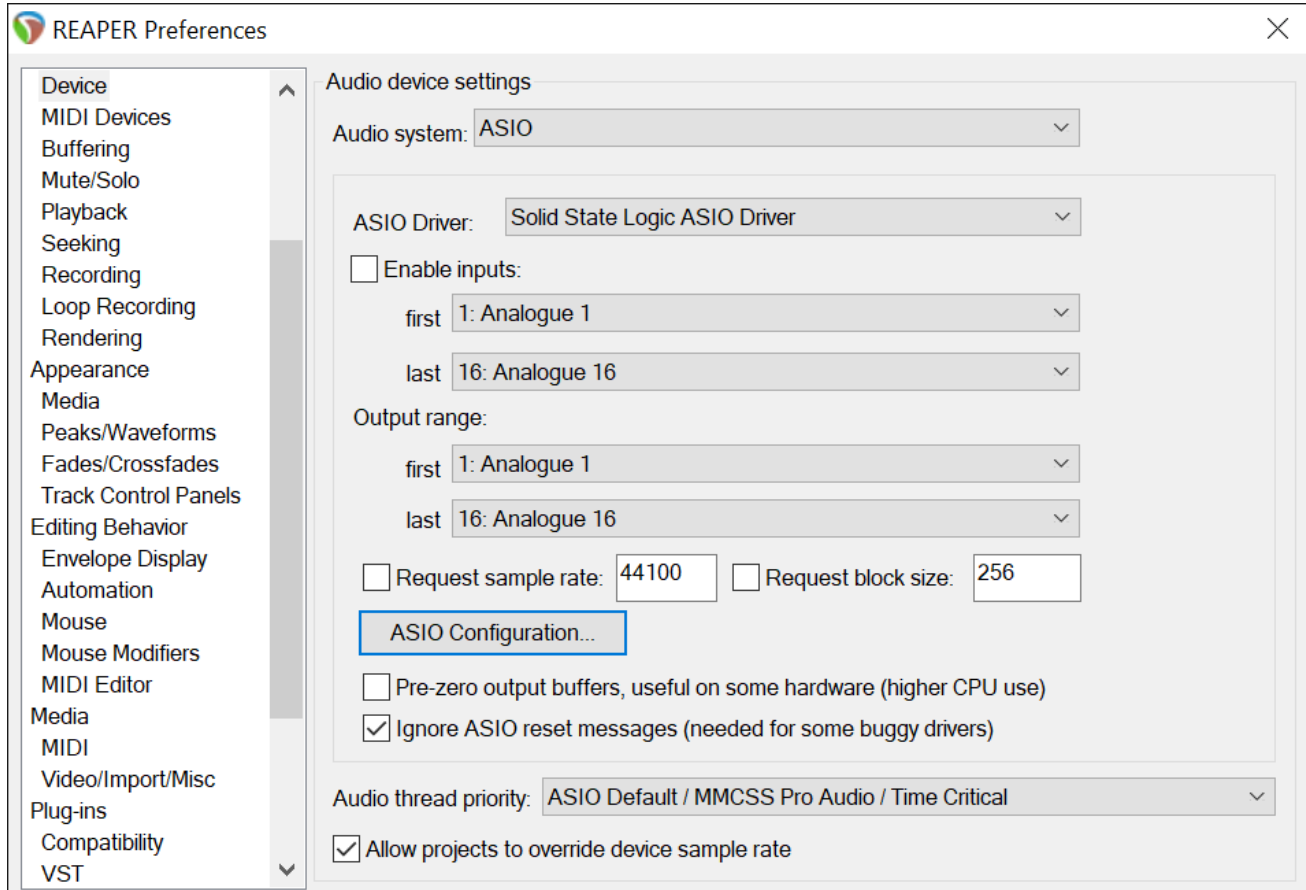 REAPER Preferences
Device
MIDI Devices
Buffering
Mute/Solo
Playback
Seeking
Recording
Loop Recording
Rendering
Appearance
Media
Peaks/Waveforms
Fades/Crossfades
Track Control Panels
Editing Behavior
Envelope Display
Automation
Mouse
Mouse Modifiers
MIDI Editor
Media
MIDI
Video/Import/Misc
Plug-ins
Compatibility
VST
Audio device settings
Audio system: ASIO
ASIO Driver: Solid State Logic ASIO Driver
Enable inputs:
first 1: Analogue 1
last 16: Analogue 16
Output range:
first 1: Analogue 1
last 16: Analogue 16
Request sample rate: 44100 Request block size: 256
ASIO Configuration...
Pre-zero output buffers, useful on some hardware (higher CPU use)
Ignore ASIO reset messages (needed for some buggy drivers)
Audio thread priority: ASIO Default / MMCSS Pro Audio / Time Critical
Allow projects to override device sample rate